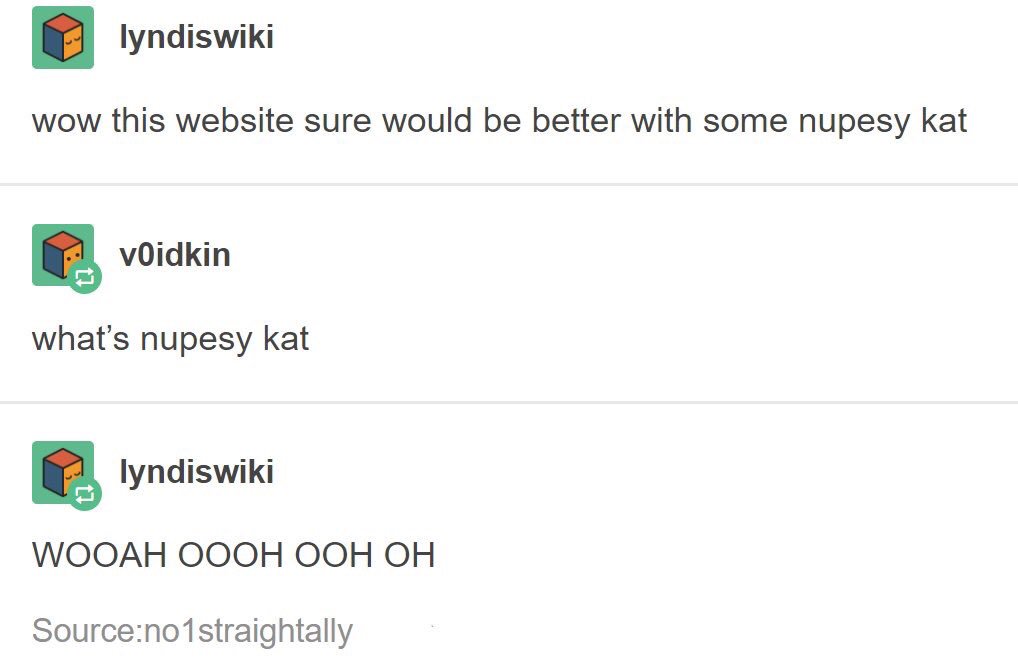 lyndiswiki
wow this website sure would be better with some nupesy kat
v0idkin
what’s nupesy kat
lyndiswiki
WOOAH OOOH OOH OH
Source:no1straightally